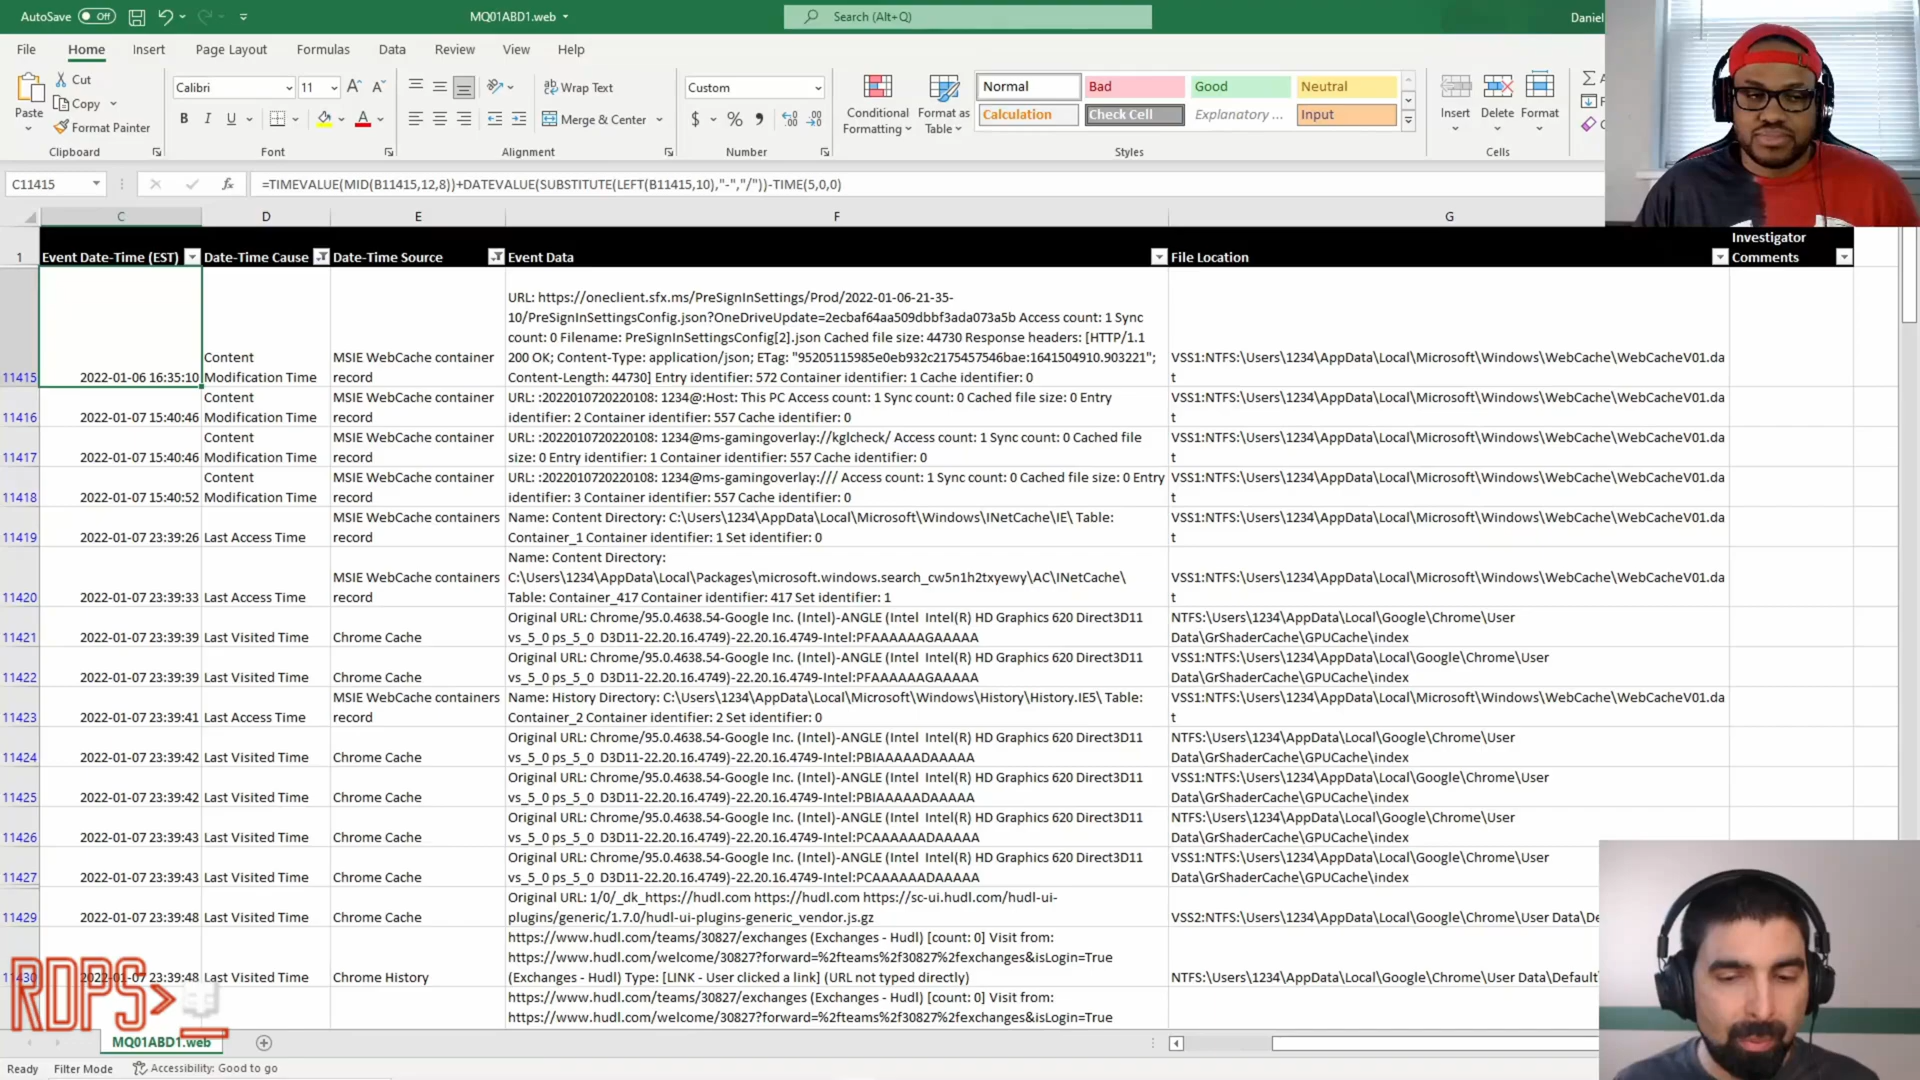 AutoSave Off MQ01ABD1.web Search (Alt+Q) Daniel
File Home Insert Page Layout Formulas Data Review View Help
Paste Cut Copy Format Painter
Clipboard
Calibri 11
B I U
Font
Wrap Text
Merge & Center
Alignment
Custom
$ % 9
Number
Conditional Formatting Format as Table
Normal Bad Good Neutral
Calculation Check Cell Explanatory ... Input
Styles
Insert Delete Format
Cells
C11415 fx =TIMEVALUE(MID(B11415,12,8))+DATEVALUE(SUBSTITUTE(LEFT(B11415,10),"-","/"))-TIME(5,0,0)
C D E F G
1 Event Date-Time (EST) Date-Time Cause Date-Time Source Event Data File Location Investigator Comments
URL: https://oneclient.sfx.ms/PreSignInSettings/Prod/2022-01-06-21-35-
10/PreSignInSettingsConfig.json?OneDriveUpdate=2ecbaf64aa509dbbf3ada073a5b Access count: 1 Sync
count: 0 Filename: PreSignInSettingsConfig[2].json Cached file size: 44730 Response headers: [HTTP/1.1
Content MSIE WebCache container 200 OK; Content-Type: application/json; ETag: "95205115985e0eb932c2175457546bae:1641504910.903221"; VSS1:NTFS:\Users\1234\AppData\Local\Microsoft\Windows\WebCache\WebCacheV01.da
11415 2022-01-06 16:35:10 Modification Time record Content-Length: 44730] Entry identifier: 572 Container identifier: 1 Cache identifier: 0 t
Content MSIE WebCache container URL: :2022010720220108: 1234@:Host: This PC Access count: 1 Sync count: 0 Cached file size: 0 Entry VSS1:NTFS:\Users\1234\AppData\Local\Microsoft\Windows\WebCache\WebCacheV01.da
11416 2022-01-07 15:40:46 Modification Time record identifier: 2 Container identifier: 557 Cache identifier: 0 t
Content MSIE WebCache container URL: :2022010720220108: 1234@ms-gamingoverlay://kglcheck/ Access count: 1 Sync count: 0 Cached file VSS1:NTFS:\Users\1234\AppData\Local\Microsoft\Windows\WebCache\WebCacheV01.da
11417 2022-01-07 15:40:46 Modification Time record size: 0 Entry identifier: 1 Container identifier: 557 Cache identifier: 0 t
Content MSIE WebCache container URL: :2022010720220108: 1234@ms-gamingoverlay:/// Access count: 1 Sync count: 0 Cached file size: 0 Entry VSS1:NTFS:\Users\1234\AppData\Local\Microsoft\Windows\WebCache\WebCacheV01.da
11418 2022-01-07 15:40:52 Modification Time record identifier: 3 Container identifier: 557 Cache identifier: 0 t
MSIE WebCache containers Name: Content Directory: C:\Users\1234\AppData\Local\Microsoft\Windows\INetCache\IE\ Table: VSS1:NTFS:\Users\1234\AppData\Local\Microsoft\Windows\WebCache\WebCacheV01.da
11419 2022-01-07 23:39:26 Last Access Time record Container_1 Container identifier: 1 Set identifier: 0 t
Name: Content Directory:
MSIE WebCache containers C:\Users\1234\AppData\Local\Packages\microsoft.windows.search_cw5n1h2txyewy\AC\INetCache\ VSS1:NTFS:\Users\1234\AppData\Local\Microsoft\Windows\WebCache\WebCacheV01.da
11420 2022-01-07 23:39:33 Last Access Time record Table: Container_417 Container identifier: 417 Set identifier: 1 t
Original URL: Chrome/95.0.4638.54-Google Inc. (Intel)-ANGLE (Intel Intel(R) HD Graphics 620 Direct3D11 NTFS:\Users\1234\AppData\Local\Google\Chrome\User
11421 2022-01-07 23:39:39 Last Visited Time Chrome Cache vs_5_0 ps_5_0 D3D11-22.20.16.4749)-22.20.16.4749-Intel:PFAAAAAAGAAAAA Data\GrShaderCache\GPUCache\index
Original URL: Chrome/95.0.4638.54-Google Inc. (Intel)-ANGLE (Intel Intel(R) HD Graphics 620 Direct3D11 VSS1:NTFS:\Users\1234\AppData\Local\Google\Chrome\User
11422 2022-01-07 23:39:39 Last Visited Time Chrome Cache vs_5_0 ps_5_0 D3D11-22.20.16.4749)-22.20.16.4749-Intel:PFAAAAAAGAAAAA Data\GrShaderCache\GPUCache\index
MSIE WebCache containers Name: History Directory: C:\Users\1234\AppData\Local\Microsoft\Windows\History\History.IE5\ Table: VSS1:NTFS:\Users\1234\AppData\Local\Microsoft\Windows\WebCache\WebCacheV01.da
11423 2022-01-07 23:39:41 Last Access Time record Container_2 Container identifier: 2 Set identifier: 0 t
Original URL: Chrome/95.0.4638.54-Google Inc. (Intel)-ANGLE (Intel Intel(R) HD Graphics 620 Direct3D11 NTFS:\Users\1234\AppData\Local\Google\Chrome\User
11424 2022-01-07 23:39:42 Last Visited Time Chrome Cache vs_5_0 ps_5_0 D3D11-22.20.16.4749)-22.20.16.4749-Intel:PBIAAAAADAAAAA Data\GrShaderCache\GPUCache\index
Original URL: Chrome/95.0.4638.54-Google Inc. (Intel)-ANGLE (Intel Intel(R) HD Graphics 620 Direct3D11 VSS1:NTFS:\Users\1234\AppData\Local\Google\Chrome\User
11425 2022-01-07 23:39:42 Last Visited Time Chrome Cache vs_5_0 ps_5_0 D3D11-22.20.16.4749)-22.20.16.4749-Intel:PBIAAAAADAAAAA Data\GrShaderCache\GPUCache\index
Original URL: Chrome/95.0.4638.54-Google Inc. (Intel)-ANGLE (Intel Intel(R) HD Graphics 620 Direct3D11 NTFS:\Users\1234\AppData\Local\Google\Chrome\User
11426 2022-01-07 23:39:43 Last Visited Time Chrome Cache vs_5_0 ps_5_0 D3D11-22.20.16.4749)-22.20.16.4749-Intel:PCAAAAAADAAAAA Data\GrShaderCache\GPUCache\index
Original URL: Chrome/95.0.4638.54-Google Inc. (Intel)-ANGLE (Intel Intel(R) HD Graphics 620 Direct3D11 VSS1:NTFS:\Users\1234\AppData\Local\Google\Chrome\User
11427 2022-01-07 23:39:43 Last Visited Time Chrome Cache vs_5_0 ps_5_0 D3D11-22.20.16.4749)-22.20.16.4749-Intel:PCAAAAAADAAAAA Data\GrShaderCache\GPUCache\index
Original URL: 1/0/_dk_https://hudl.com https://hudl.com https://sc-ui.hudl.com/hudl-ui-
11429 2022-01-07 23:39:48 Last Visited Time Chrome Cache plugins/generic/1.7.0/hudl-ui-plugins-generic_vendor.js.gz VSS2:NTFS:\Users\1234\AppData\Local\Google\Chrome\User Data\De
https://www.hudl.com/teams/30827/exchanges (Exchanges - Hudl) [count: 0] Visit from:
https://www.hudl.com/welcome/30827?forward=%2fteams%2f30827%2fexchanges&isLogin=True
11430 2022-01-07 23:39:48 Last Visited Time Chrome History (Exchanges - Hudl) Type: [LINK - User clicked a link] (URL not typed directly) NTFS:\Users\1234\AppData\Local\Google\Chrome\User Data\Default\
https://www.hudl.com/teams/30827/exchanges (Exchanges - Hudl) [count: 0] Visit from:
https://www.hudl.com/welcome/30827?forward=%2fteams%2f30827%2fexchanges&isLogin=True
RDPS>_
MQ01ABD1.web
Ready Filter Mode Accessibility: Good to go